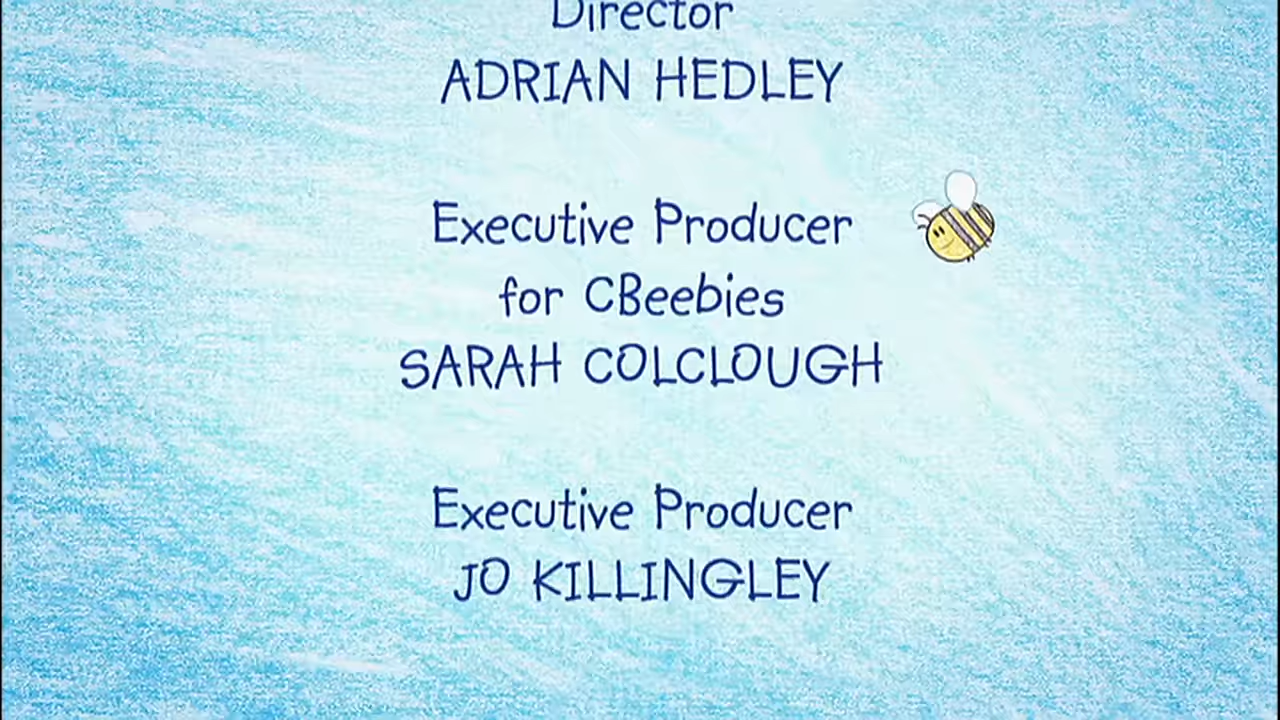 Director
ADRIAN HEDLEY
Executive Producer
for CBeebies
SARAH COLCLOUGH
Executive Producer
JO KILLINGLEY